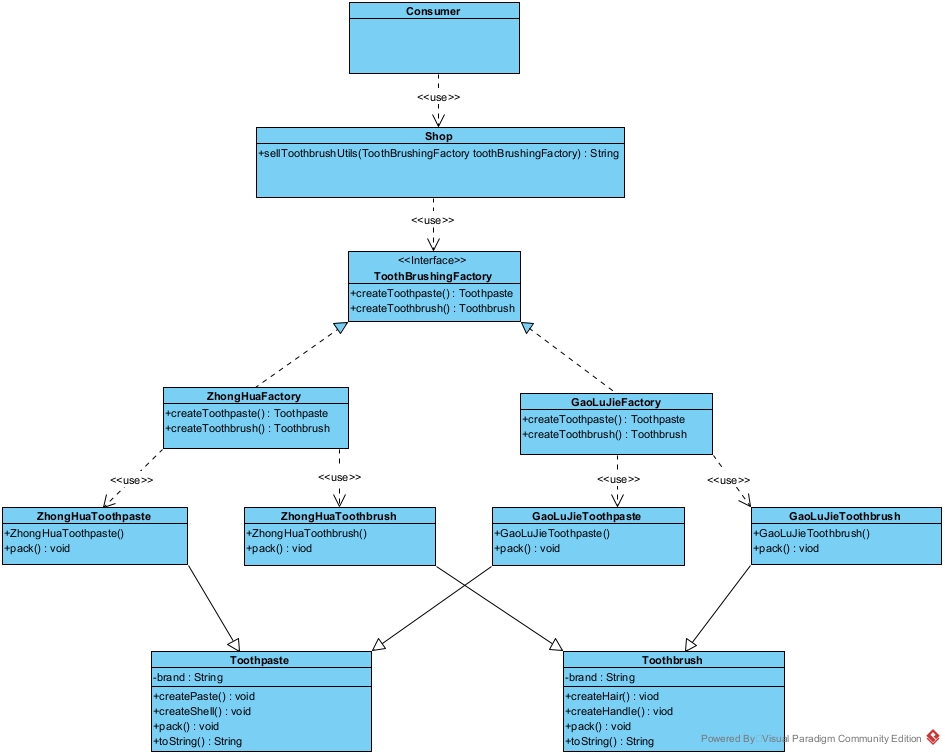 Consumer
<<use>>
Shop
+sellToothbrushUtils(ToothBrushingFactory toothBrushingFactory) : String
<<use>>
<<Interface>>
ToothBrushingFactory
+createToothpaste() : Toothpaste
+createToothbrush() : Toothbrush
ZhongHuaFactory
+createToothpaste() : Toothpaste
+createToothbrush() : Toothbrush
GaoLuJieFactory
+createToothpaste() : Toothpaste
+createToothbrush() : Toothbrush
<<use>>
<<use>>
<<use>>
<<use>>
ZhongHuaToothpaste
+ZhongHuaToothpaste()
+pack() : void
ZhongHuaToothbrush
+ZhongHuaToothbrush()
+pack() : viod
GaoLuJieToothpaste
+GaoLuJieToothpaste()
+pack() : void
GaoLuJieToothbrush
+GaoLuJieToothbrush()
+pack() : viod
Toothpaste
-brand : String
+createPaste() : void
+createShell() : void
+pack() : void
+toString() : String
Toothbrush
-brand : String
+createHair() : viod
+createHandle() : viod
+pack() : void
+toString() : String
Powered By Visual Paradigm Community Edition